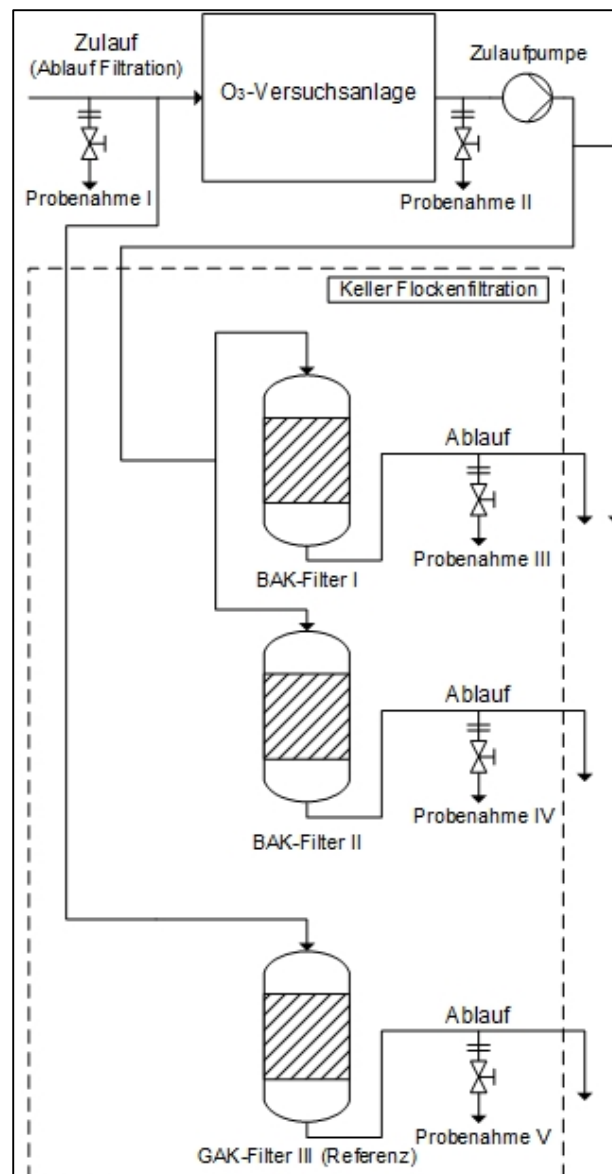 Zulauf
(Ablauf Filtration)
O3-Versuchsanlage
Zulaufpumpe
Probenahme I
Probenahme II
Keller Flockenfiltration
Ablauf
Probenahme III
BAK-Filter I
Ablauf
Probenahme IV
BAK-Filter II
Ablauf
Probenahme V
GAK-Filter III (Referenz)